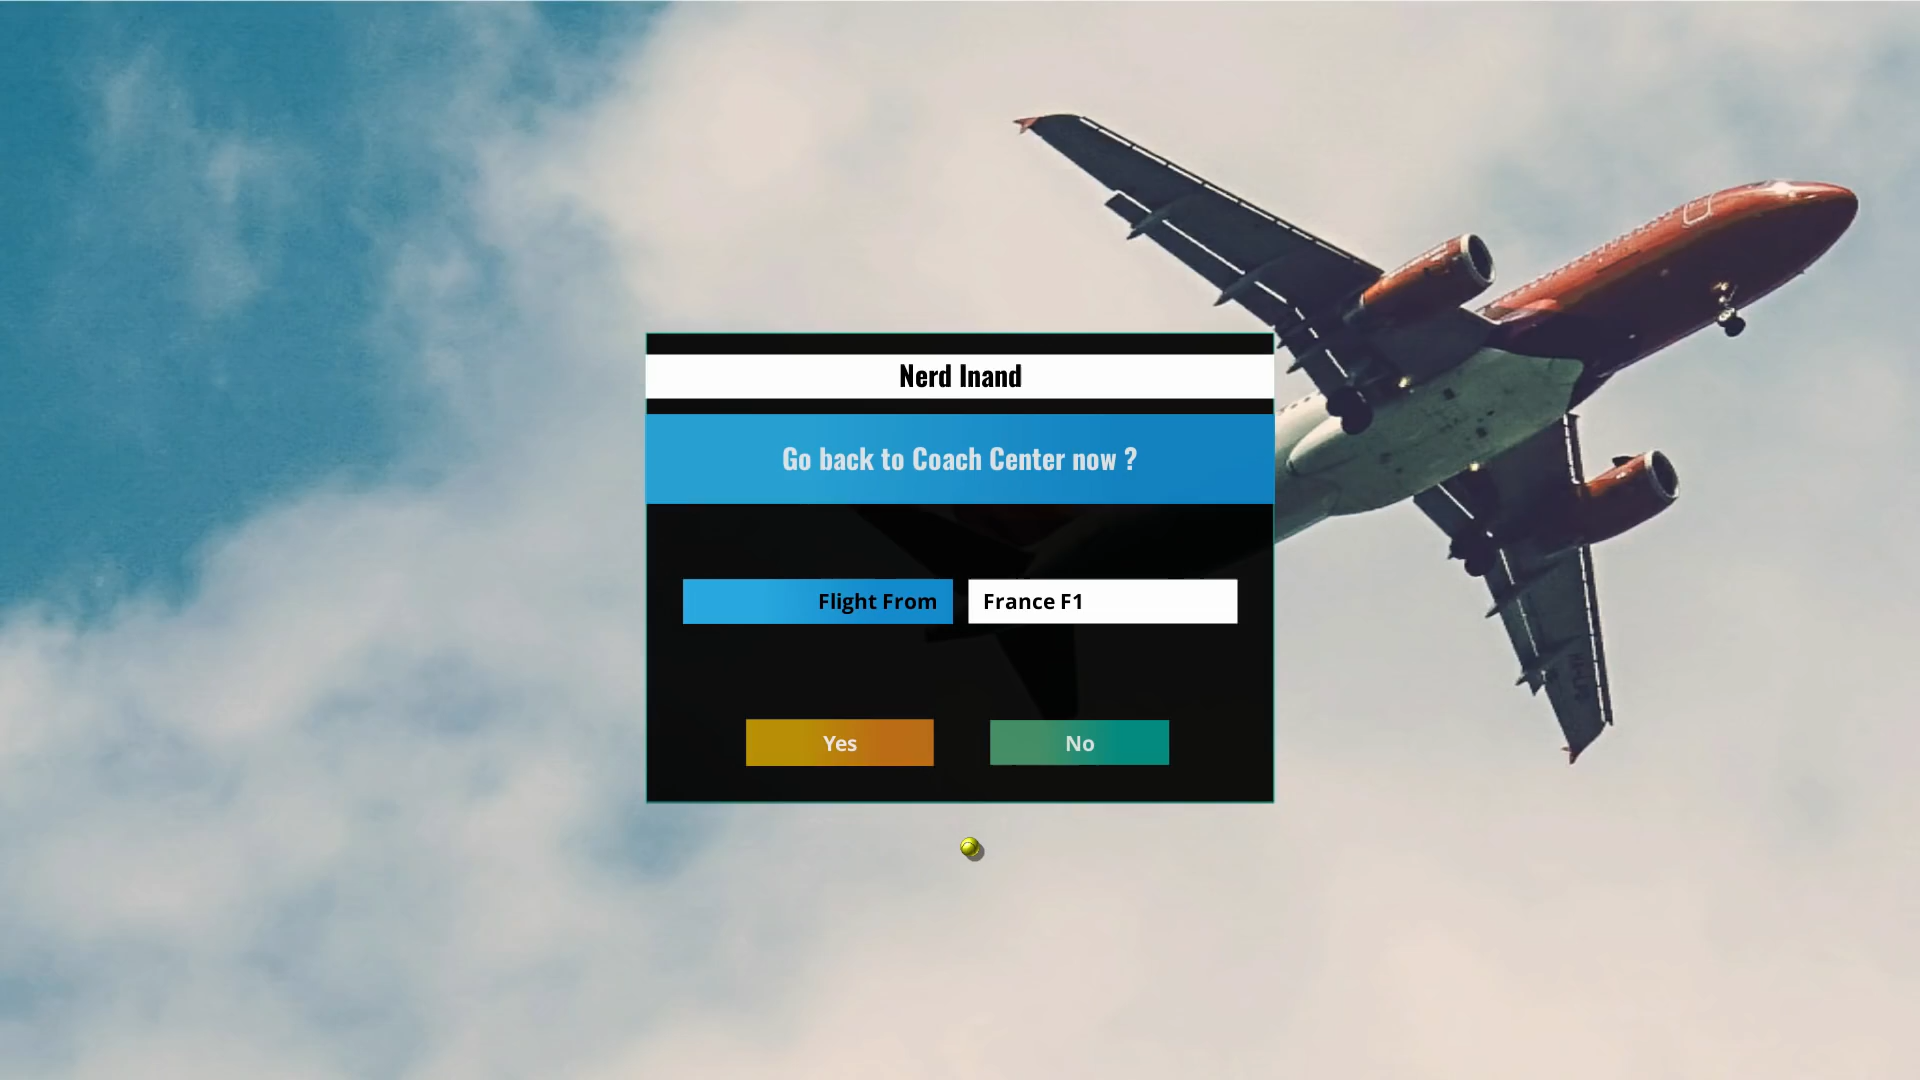 Nerd Inand
Go back to Coach Center now ?
Flight From
France F1
Yes
No